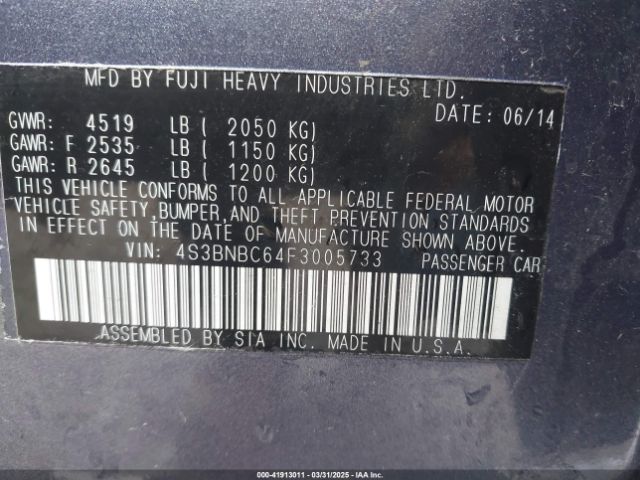 MFD BY FUJI HEAVY INDUSTRIES LTD.
DATE: 06/14
GVWR: 4519 LB ( 2050 KG)
GAWR: F 2535 LB ( 1150 KG)
GAWR: R 2645 LB ( 1200 KG)
THIS VEHICLE CONFORMS TO ALL APPLICABLE FEDERAL MOTOR
VEHICLE SAFETY, BUMPER, AND THEFT PREVENTION STANDARDS
IN EFFECT ON THE DATE OF MANUFACTURE SHOWN ABOVE.
VIN: 4S3BNBC64F3005733 PASSENGER CAR
ASSEMBLED BY SIA INC. MADE IN U.S.A.
000-41913011 - 03/31/2025 - IAAI